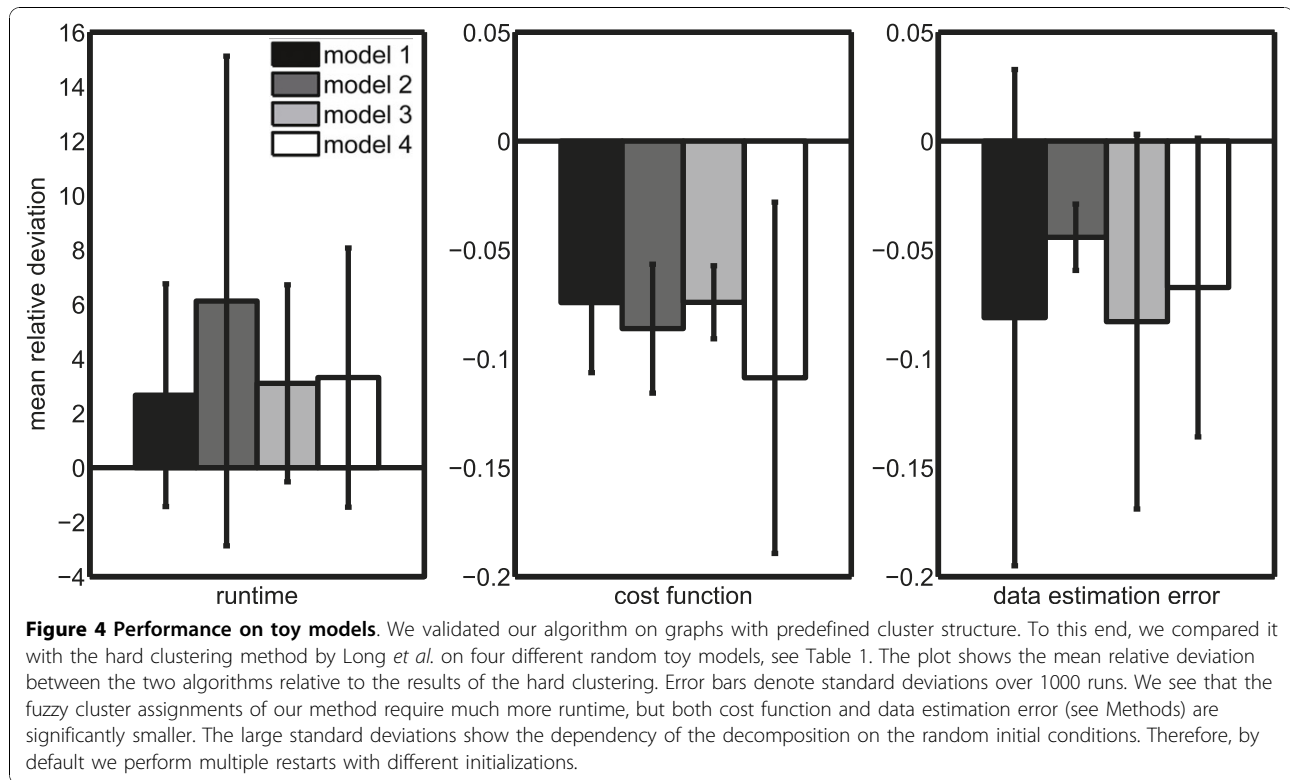 16
14
12
10
8
6
4
2
0
−2
−4
mean relative deviation
model 1
model 2
model 3
model 4
runtime
0.05
0
−0.05
−0.1
−0.15
−0.2
cost function
0.05
0
−0.05
−0.1
−0.15
−0.2
data estimation error
Figure 4 Performance on toy models. We validated our algorithm on graphs with predefined cluster structure. To this end, we compared it
with the hard clustering method by Long et al. on four different random toy models, see Table 1. The plot shows the mean relative deviation
between the two algorithms relative to the results of the hard clustering. Error bars denote standard deviations over 1000 runs. We see that the
fuzzy cluster assignments of our method require much more runtime, but both cost function and data estimation error (see Methods) are
significantly smaller. The large standard deviations show the dependency of the decomposition on the random initial conditions. Therefore, by
default we perform multiple restarts with different initializations.